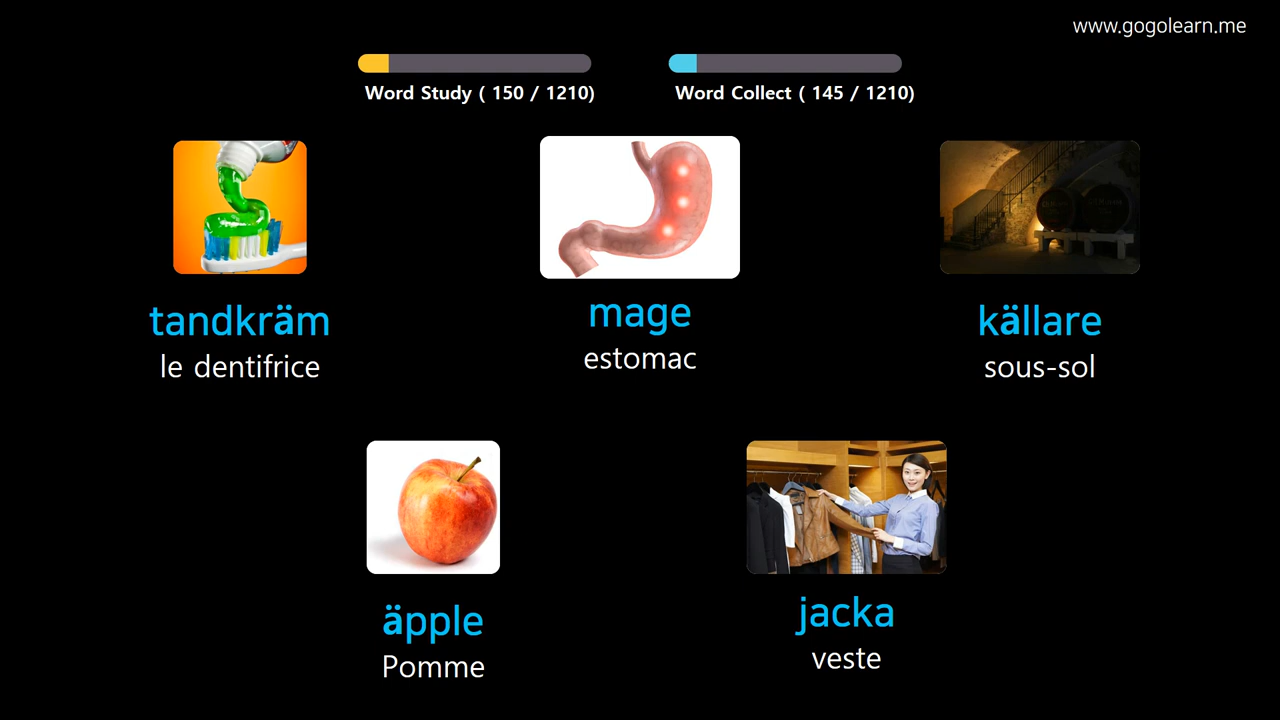 www.gogolearn.me
Word Study ( 150 / 1210)
Word Collect ( 145 / 1210)
tandkräm
le dentifrice
mage
estomac
källare
sous-sol
äpple
Pomme
jacka
veste